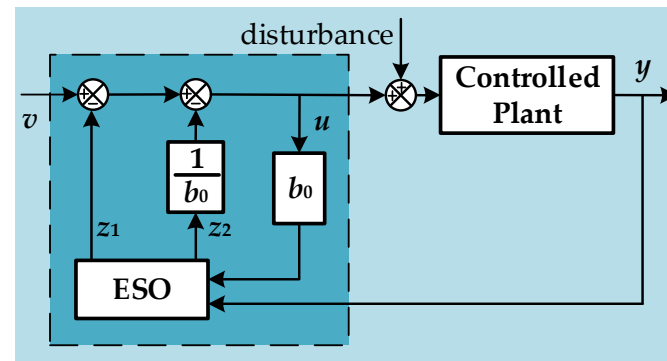 disturbance
Controlled
Plant
y
v
u
+
−
+
−
+
+
1
b0
b0
z1
z2
ESO